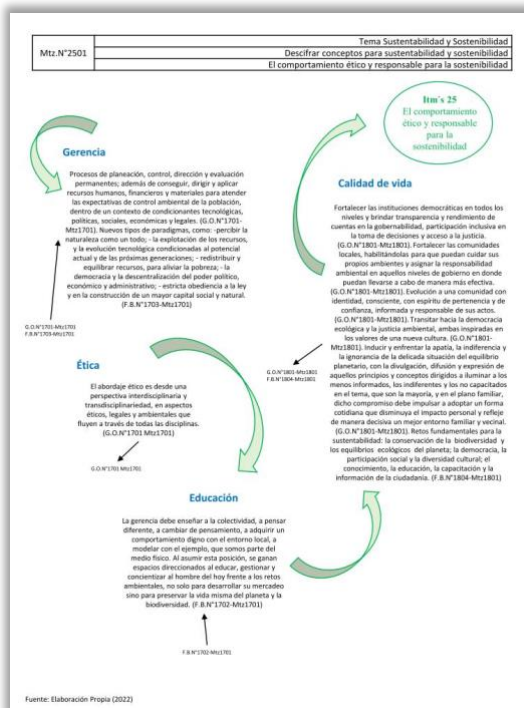 Mtz.N°2501
Tema Sustentabilidad y Sostenibilidad
Descifrar conceptos para sustentabilidad y sostenibilidad
El comportamiento ético y responsable para la sostenibilidad
Itm's 25
El comportamiento
ético y responsable
para la
sostenibilidad
Gerencia
Procesos de planeación, control, dirección y evaluación
permanentes; además de conseguir, dirigir y aplicar
recursos humanos, financieros y materiales para atender
las expectativas de control ambiental de la población,
dentro de un contexto de condicionantes tecnológicas,
políticas, sociales, económicas y legales. (G.O.N°1701-
Mtz1701). Nuevos tipos de paradigmas, como: -percibir la
naturaleza como un todo; - la explotación de los recursos,
y la evolución tecnológica condicionadas al potencial
actual y de las próximas generaciones; - redistribuir y
equilibrar recursos, para aliviar la pobreza; - la
democracia y la descentralización del poder político,
económico y administrativo; - estricta obediencia a la ley
y en la construcción de un mayor capital social y natural.
(F.B.N°1703-Mtz1701)
G.O.N°1701-Mtz1701
F.B.N°1703-Mtz1701
Ética
El abordaje ético es desde una
perspectiva interdisciplinaria y
transdisciplinariedad, en aspectos
éticos, legales y ambientales que
fluyen a través de todas las disciplinas.
(G.O.N°1701 Mtz1701)
G.O.N°1701 Mtz1701
Educación
La gerencia debe enseñar a la colectividad, a pensar
diferente, a cambiar de pensamiento, a adquirir un
comportamiento digno con el entorno local, a
modelar con el ejemplo, que somos parte del
medio físico. Al asumir esta posición, se ganan
espacios direccionados al educar, gestionar y
concientizar al hombre del hoy frente a los retos
ambientales, no solo para desarrollar su mercadeo
sino para preservar la vida misma del planeta y la
biodiversidad. (F.B.N°1702-Mtz1701)
F.B.N°1702-Mtz1701
Calidad de vida
Fortalecer las instituciones democráticas en todos los
niveles y brindar transparencia y rendimiento de
cuentas en la gobernabilidad, participación inclusiva en
la toma de decisiones y acceso a la justicia.
(G.O.N°1801-Mtz1801). Fortalecer las comunidades
locales, habilitándolas para que puedan cuidar sus
propios ambientes y asignar la responsabilidad
ambiental en aquellos niveles de gobierno en donde
puedan llevarse a cabo de manera más efectiva.
(G.O.N°1801-Mtz1801). Evolución a una comunidad con
identidad, consciente, con espíritu de pertenencia y de
confianza, informada y responsable de sus actos.
(G.O.N°1801-Mtz1801). Transitar hacia la democracia
ecológica y la justicia ambiental, ambas inspiradas en
los valores de una nueva cultura. (G.O.N°1801-
Mtz1801). Inducir y enfrentar la apatía, la indiferencia y
la ignorancia de la delicada situación del equilibrio
planetario, con la divulgación, difusión y expresión de
aquellos principios y conceptos dirigidos a iluminar a los
menos informados, los indiferentes y los no capacitados
en el tema, que son la mayoría, y en el plano familiar,
dicho compromiso debe impulsar a adoptar un forma
cotidiana que disminuya el impacto personal y refleje
de manera decisiva un mejor entorno familiar y vecinal.
(G.O.N°1801-Mtz1801). Retos fundamentales para la
sustentabilidad: la conservación de la biodiversidad y
los equilibrios ecológicos del planeta; la democracia, la
participación social y la diversidad cultural; el
conocimiento, la educación, la capacitación y la
información de la ciudadanía. (F.B.N°1804-Mtz1801)
G.O.N°1801-Mtz1801
F.B.N°1804-Mtz1801
Fuente: Elaboración Propia (2022)